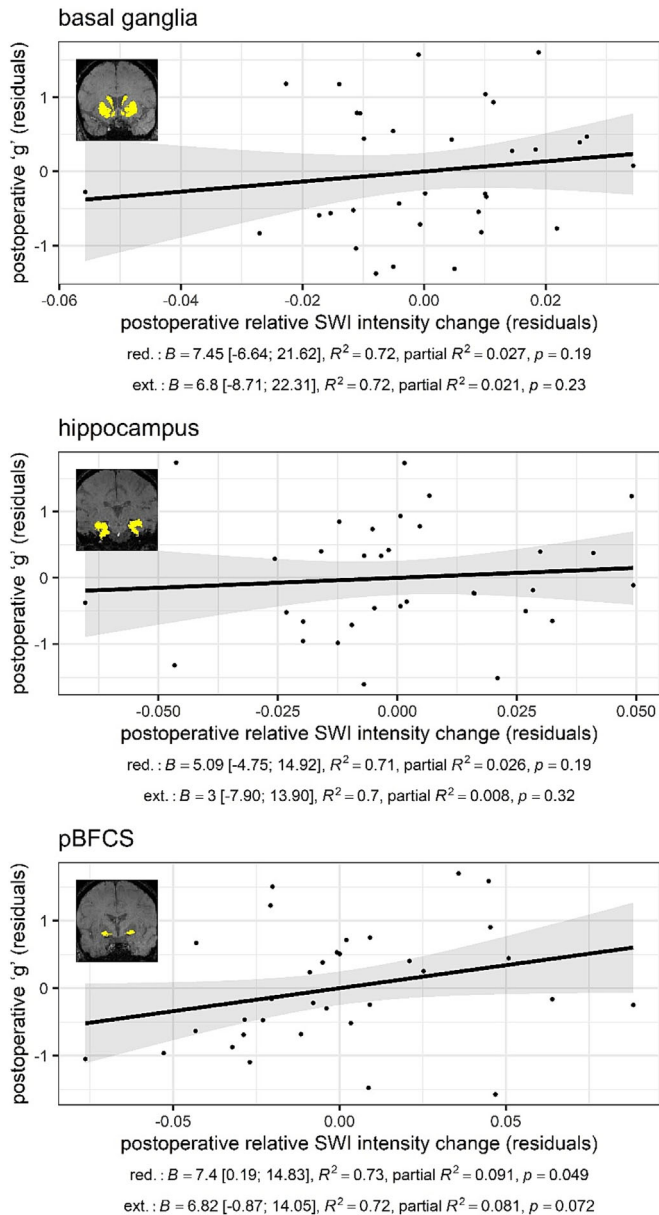 basal ganglia
postoperative 'g' (residuals)
1
0
-1
-0.06 -0.04 -0.02 0.00 0.02
postoperative relative SWI intensity change (residuals)
red. : B = 7.45 [-6.64; 21.62], R² = 0.72, partial R² = 0.027, p = 0.19
ext. : B = 6.8 [-8.71; 22.31], R² = 0.72, partial R² = 0.021, p = 0.23
hippocampus
postoperative 'g' (residuals)
1
0
-1
-0.050 -0.025 0.000 0.025 0.050
postoperative relative SWI intensity change (residuals)
red. : B = 5.09 [-4.75; 14.92], R² = 0.71, partial R² = 0.026, p = 0.19
ext. : B = 3 [-7.90; 13.90], R² = 0.7, partial R² = 0.008, p = 0.32
pBFCS
postoperative 'g' (residuals)
1
0
-1
-0.05 0.00 0.05
postoperative relative SWI intensity change (residuals)
red. : B = 7.4 [0.19; 14.83], R² = 0.73, partial R² = 0.091, p = 0.049
ext. : B = 6.82 [-0.87; 14.05], R² = 0.72, partial R² = 0.081, p = 0.072